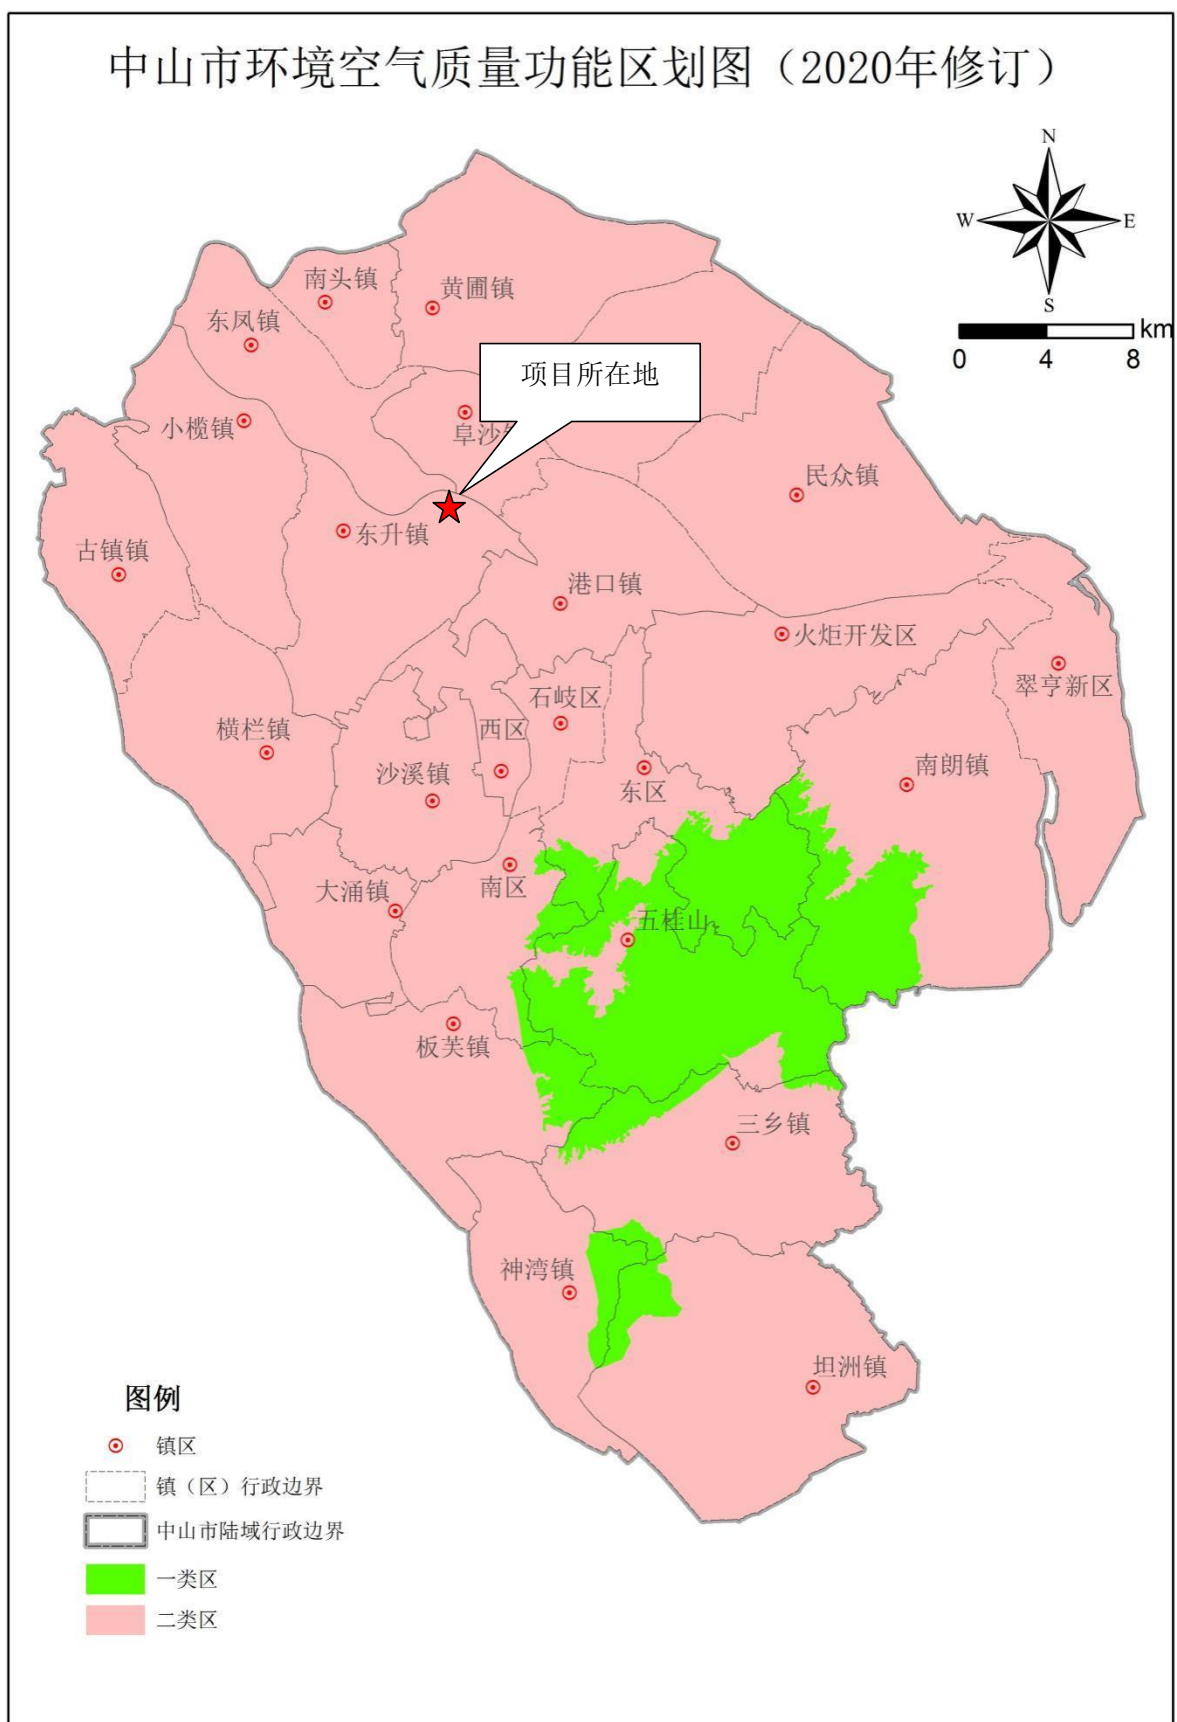 中山市环境空气质量功能区划图（2020年修订）
N
W
E
S
km
0
4
8
南头镇
黄圃镇
东凤镇
项目所在地
小榄镇
阜沙
民众镇
东升镇
古镇镇
港口镇
火炬开发区
翠亨新区
石岐区
横栏镇
西区
沙溪镇
东区
南朗镇
南区
大涌镇
五桂山
板芙镇
三乡镇
神湾镇
坦洲镇
图例
镇区
镇（区）行政边界
中山市陆域行政边界
一类区
二类区